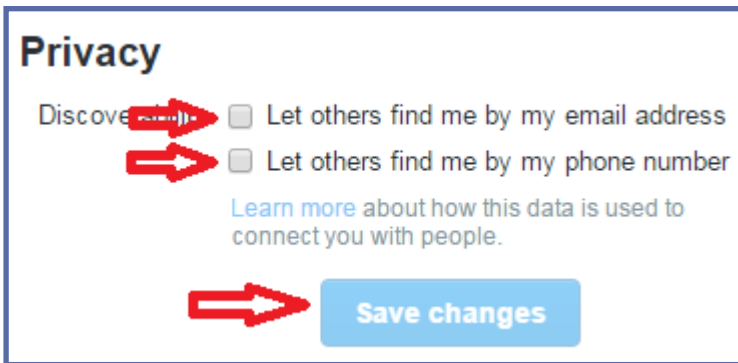 Privacy
Let others find me by my email address
Let others find me by my phone number
Learn more about how this data is used to
connect you with people.
Save changes